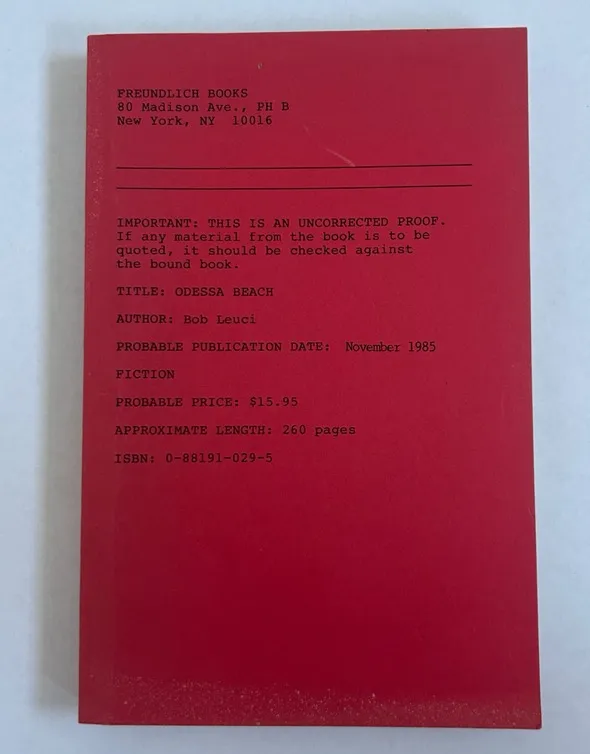 FREUNDLICH BOOKS
80 Madison Ave., PH B
New York, NY 10016
IMPORTANT: THIS IS AN UNCORRECTED PROOF.
If any material from the book is to be
quoted, it should be checked against
the bound book.
TITLE: ODESSA BEACH
AUTHOR: Bob Leuci
PROBABLE PUBLICATION DATE: November 1985
FICTION
PROBABLE PRICE: $15.95
APPROXIMATE LENGTH: 260 pages
ISBN: 0-88191-029-5